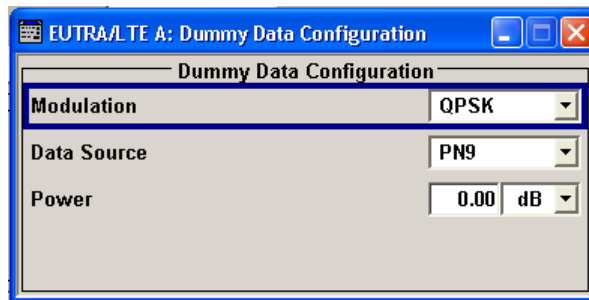 EUTRA/LTE A: Dummy Data Configuration
Dummy Data Configuration
Modulation QPSK
Data Source PN9
Power 0.00 dB